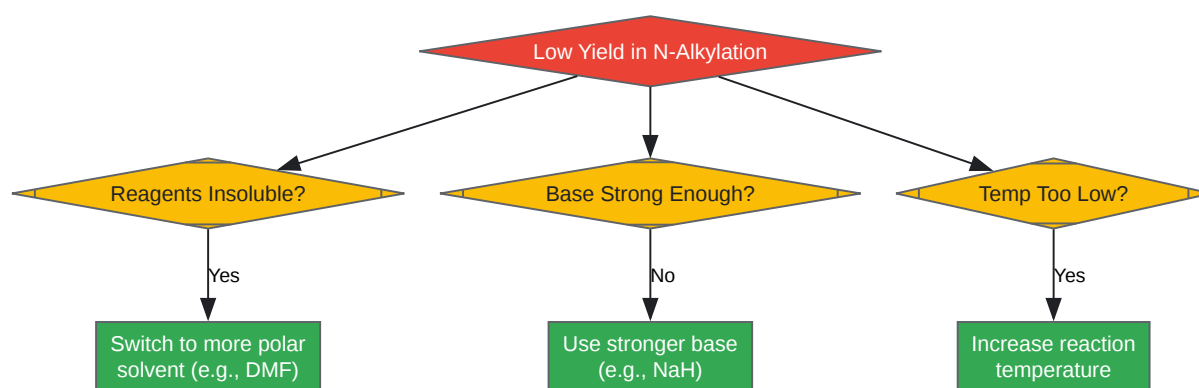 Low Yield in N-Alkylation
Reagents Insoluble?
Base Strong Enough?
Temp Too Low?
Yes
No
Yes
Switch to more polar
solvent (e.g., DMF)
Use stronger base
(e.g., NaH)
Increase reaction
temperature